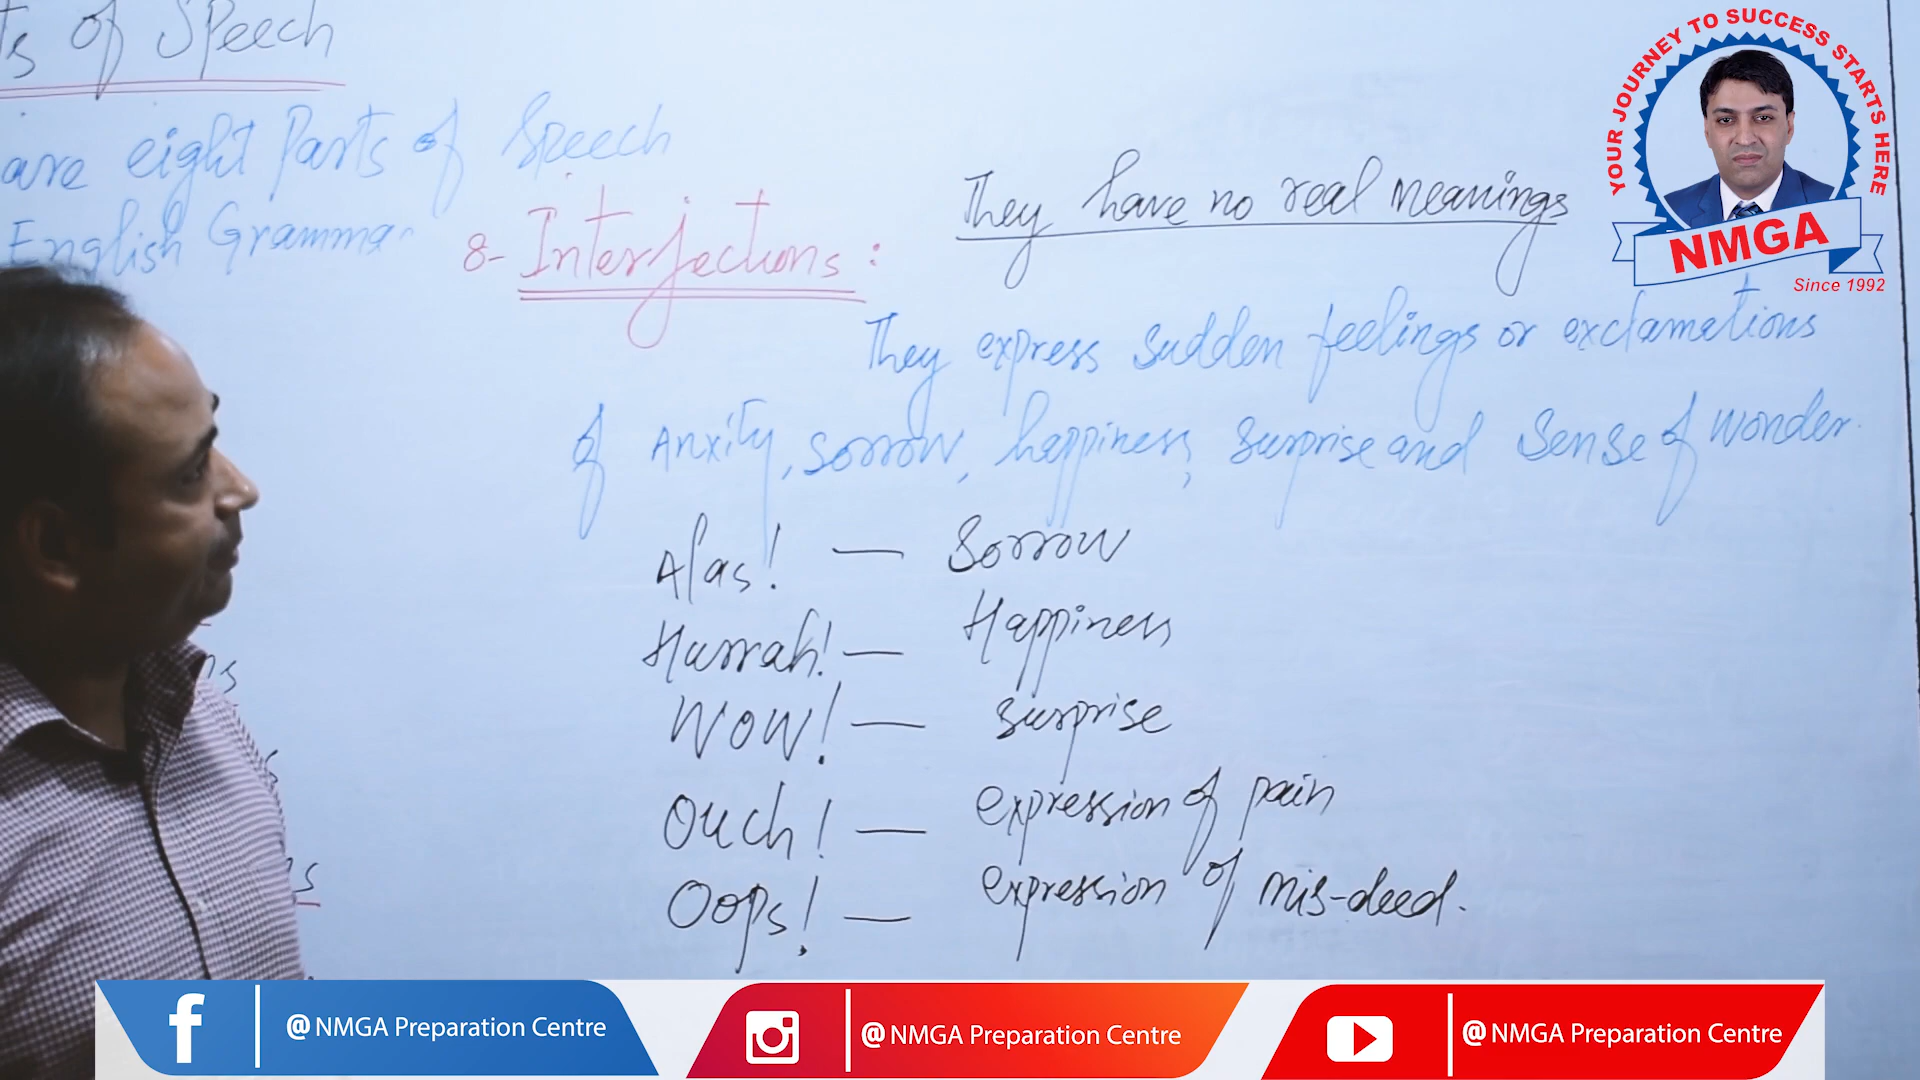 ts of Speech
are eight Parts of Speech
English Grammar
8- Interjections:
They have no real meanings
They express sudden feelings or exclamations
of Anxity, sorrow, happiness, surprise and sense of wonder.
Alas! — Sorrow
Hurrah! — Happiness
Wow! — surprise
Ouch! — expression of pain
Oops! — expression of mis-deed.
YOUR JOURNEY TO SUCCESS STARTS HERE
NMGA
Since 1992
@NMGA Preparation Centre
@NMGA Preparation Centre
@NMGA Preparation Centre